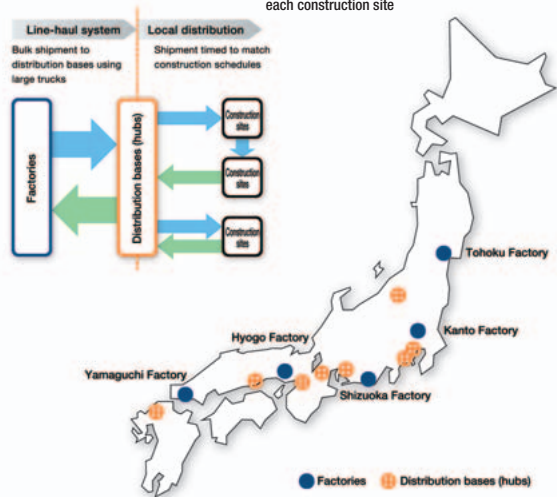 each construction site
Line-haul system
Local distribution
Bulk shipment to
distribution bases using
large trucks
Shipment timed to match
construction schedules
Factories
Distribution bases (hubs)
Construction
sites
Construction
sites
Construction
sites
Tohoku Factory
Kanto Factory
Hyogo Factory
Shizuoka Factory
Yamaguchi Factory
Factories
Distribution bases (hubs)